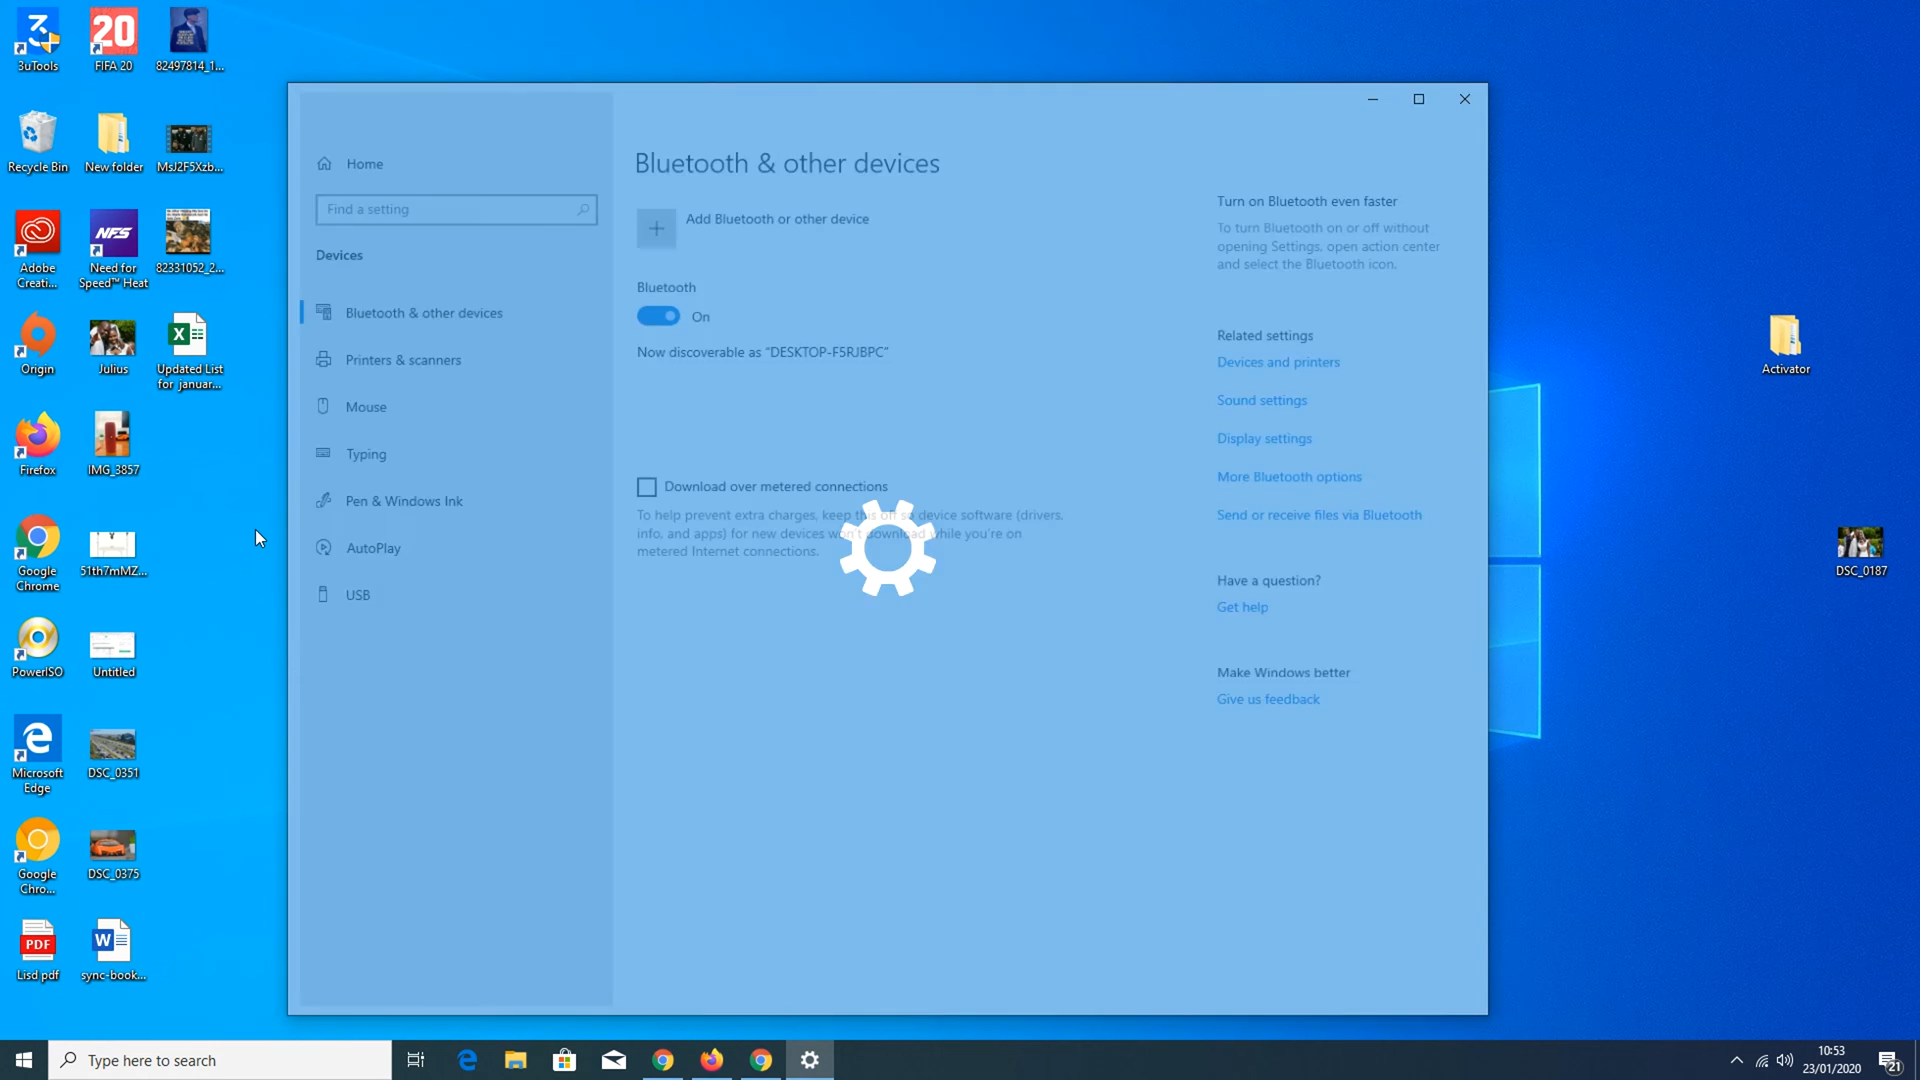 3uTools
20
FIFA 20
82497814_1...
Recycle Bin
New folder
MsJ2F5Xzb...
Adobe
Creati...
NFS
Need for
Speed™ Heat
82331052_2...
Origin
Julius
Updated List
for januar...
Firefox
IMG_3857
Google
Chrome
51th7mMZ...
PowerISO
Untitled
Microsoft
Edge
DSC_0351
Google
Chro...
DSC_0375
PDF
Lisd pdf
sync-book...
Home
Find a setting
Devices
Bluetooth & other devices
Printers & scanners
Mouse
Typing
Pen & Windows Ink
AutoPlay
USB
Bluetooth & other devices
Add Bluetooth or other device
Bluetooth
On
Now discoverable as "DESKTOP-F5RJBPC"
Download over metered connections
To help prevent extra charges, keep this off so device software (drivers,
info, and apps) for new devices won't download while you're on
metered Internet connections.
Turn on Bluetooth even faster
To turn Bluetooth on or off without
opening Settings, open action center
and select the Bluetooth icon.
Related settings
Devices and printers
Sound settings
Display settings
More Bluetooth options
Send or receive files via Bluetooth
Have a question?
Get help
Make Windows better
Give us feedback
Activator
DSC_0187
Type here to search
10:53
23/01/2020
21